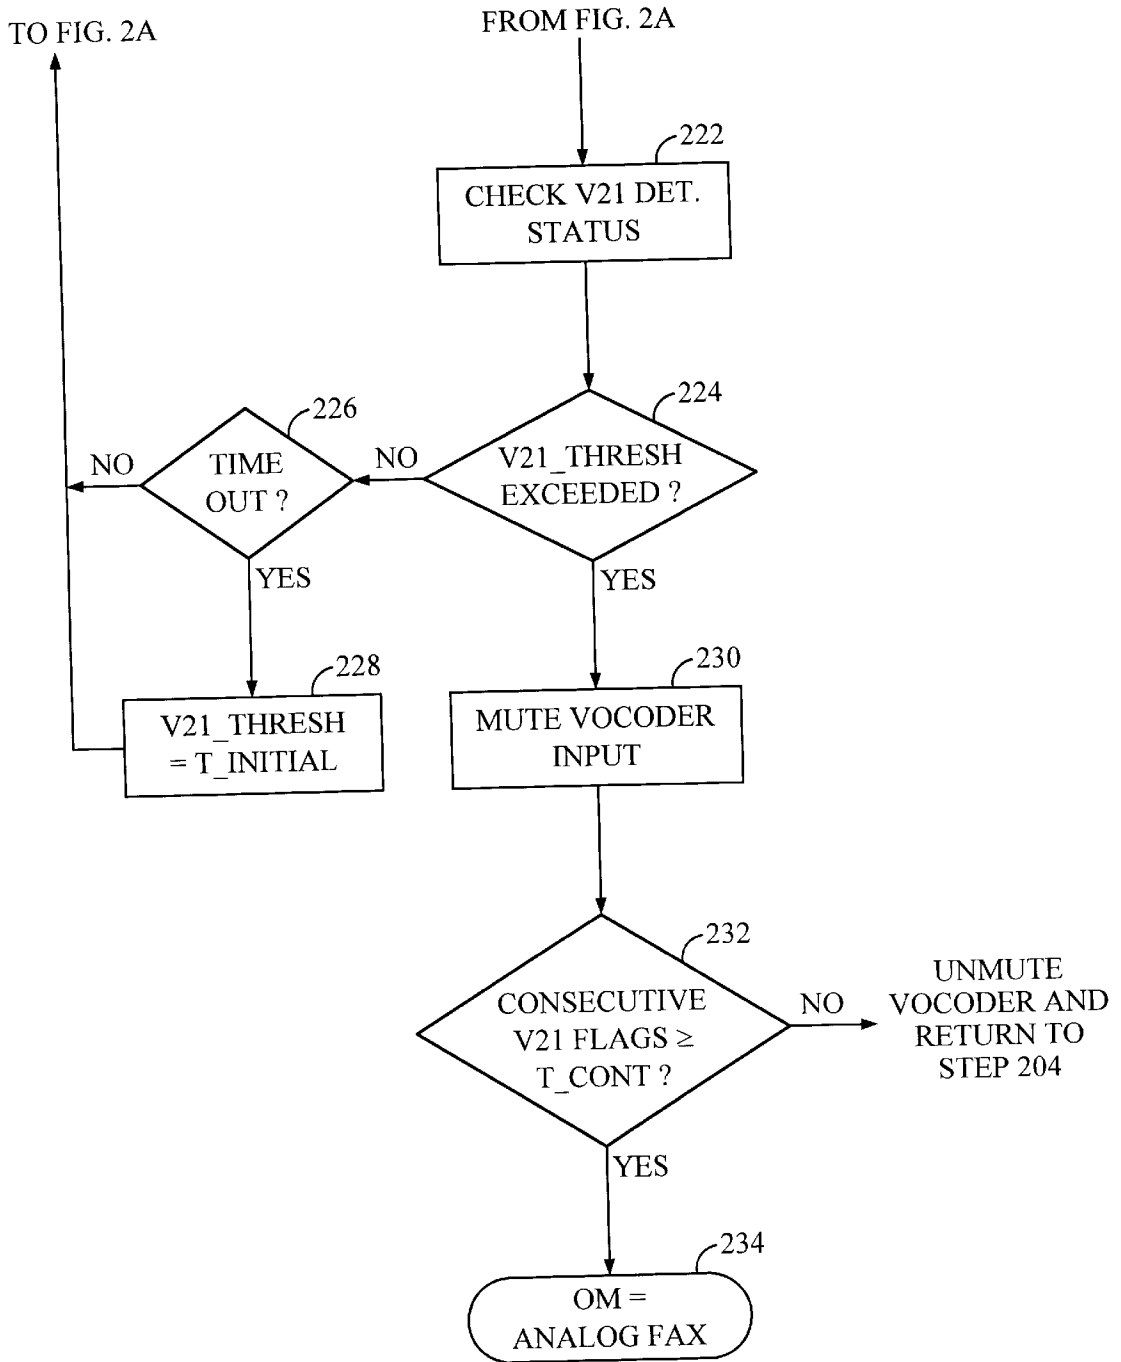 TO FIG. 2A
FROM FIG. 2A
222
CHECK V21 DET.
STATUS
224
V21_THRESH
EXCEEDED ?
NO
226
TIME
OUT ?
NO
YES
YES
228
V21_THRESH
= T_INITIAL
230
MUTE VOCODER
INPUT
232
CONSECUTIVE
V21 FLAGS ≥
T_CONT ?
NO
UNMUTE
VOCODER AND
RETURN TO
STEP 204
YES
234
OM =
ANALOG FAX